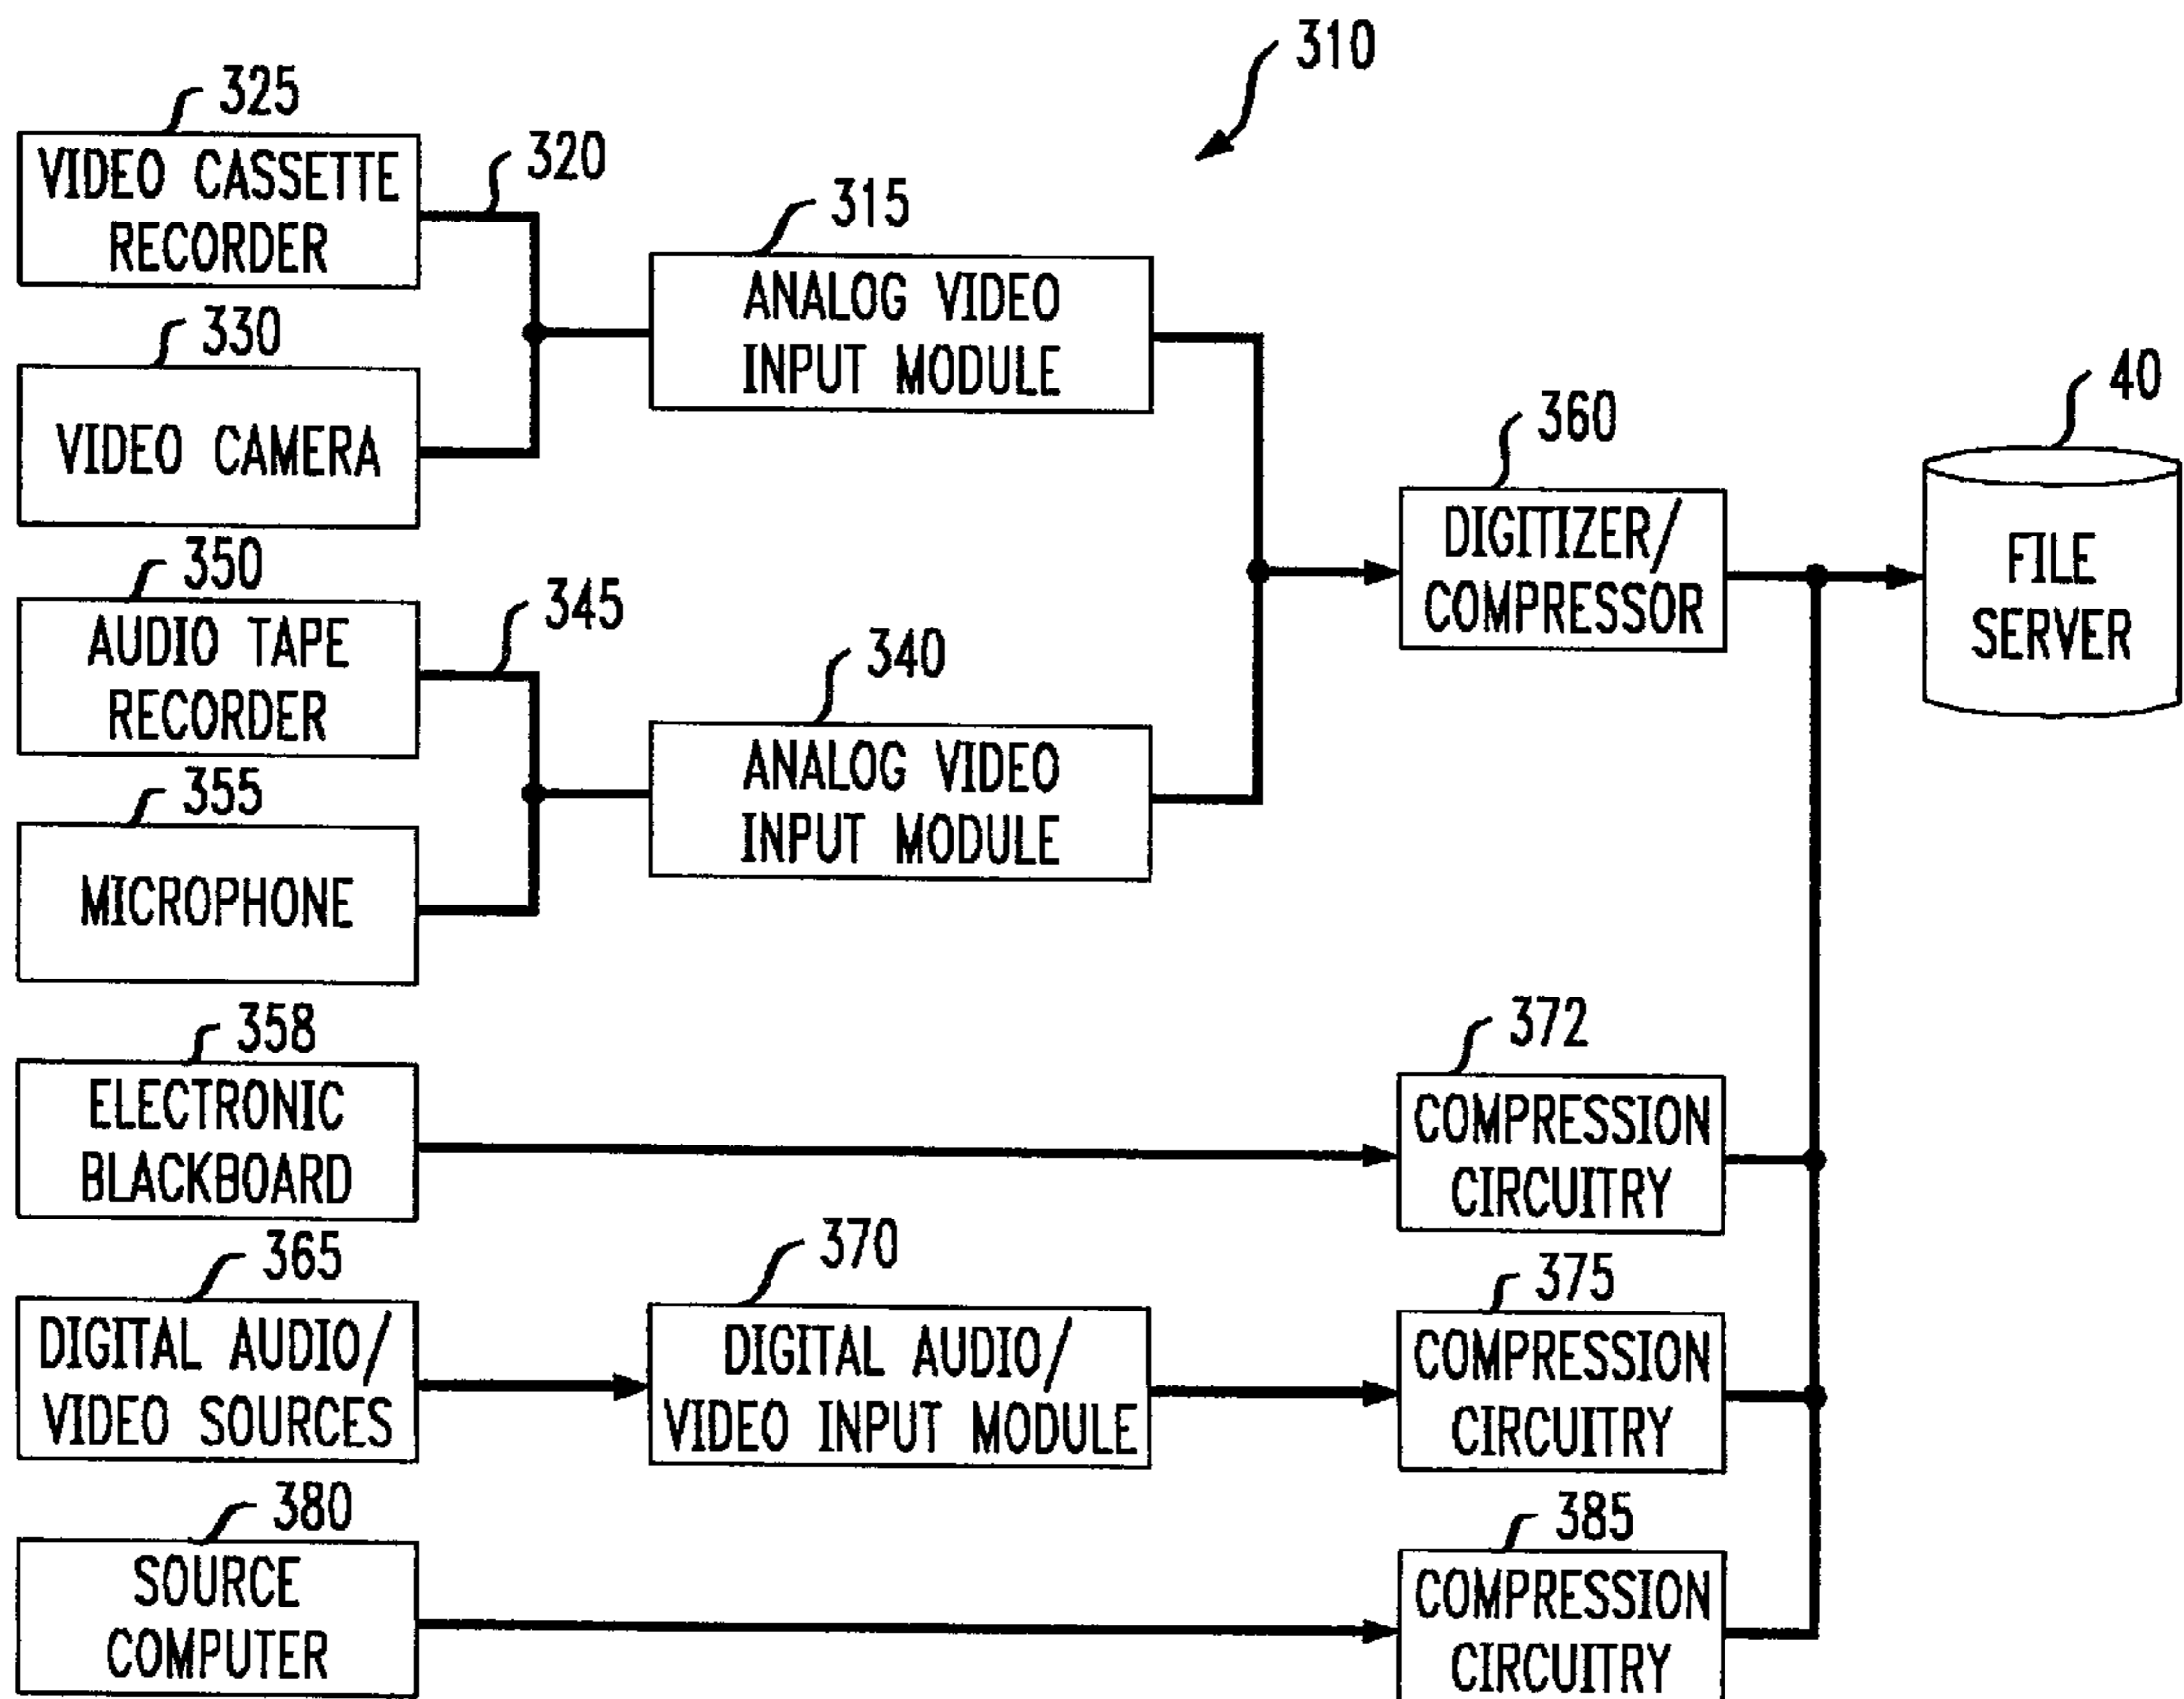 310
325
VIDEO CASSETTE
RECORDER
320
315
ANALOG VIDEO
INPUT MODULE
330
VIDEO CAMERA
40
FILE
SERVER
360
DIGITIZER/
COMPRESSOR
350
AUDIO TAPE
RECORDER
345
340
ANALOG VIDEO
INPUT MODULE
355
MICROPHONE
358
ELECTRONIC
BLACKBOARD
372
COMPRESSION
CIRCUITRY
365
DIGITAL AUDIO/
VIDEO SOURCES
370
DIGITAL AUDIO/
VIDEO INPUT MODULE
375
COMPRESSION
CIRCUITRY
380
SOURCE
COMPUTER
385
COMPRESSION
CIRCUITRY